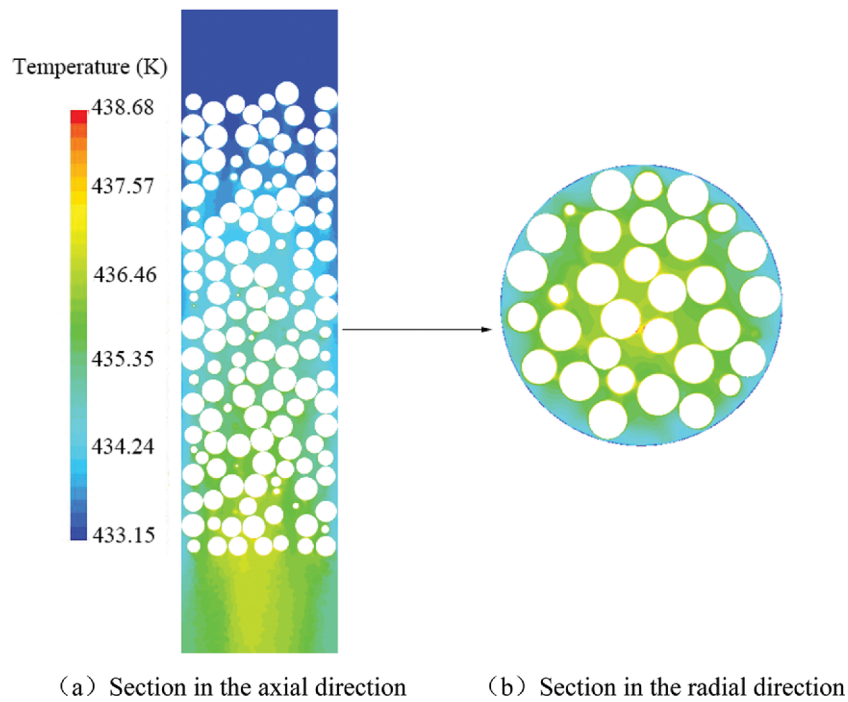 Temperature (K)
438.68
437.57
436.46
435.35
434.24
433.15
（a）Section in the axial direction
（b）Section in the radial direction